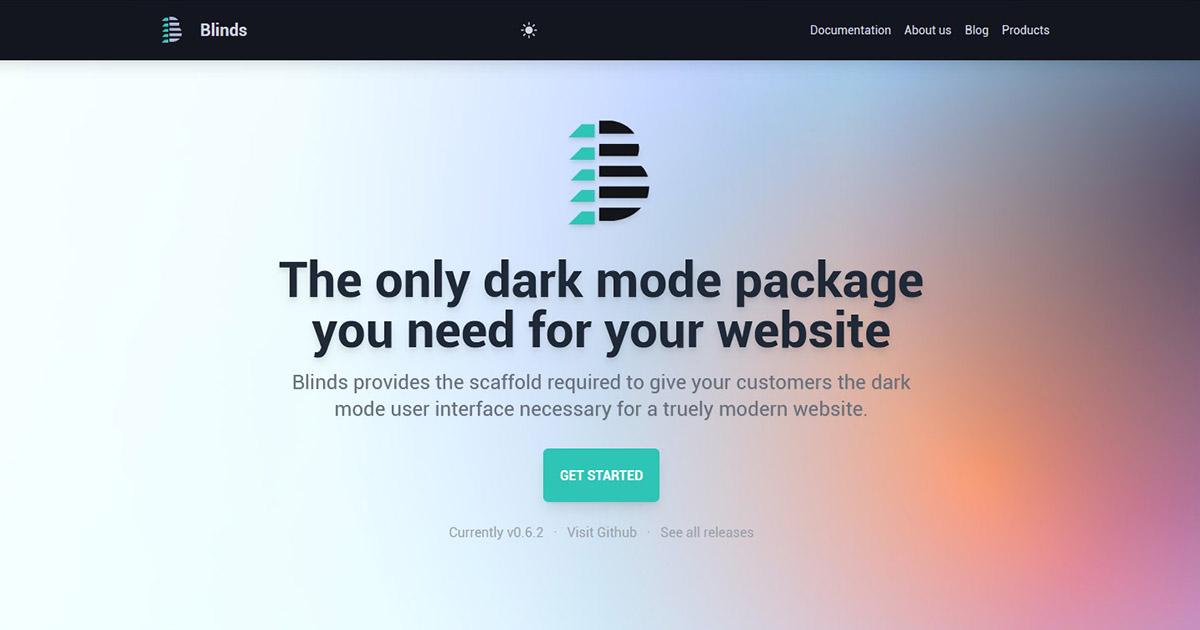 Blinds
Documentation About us Blog Products
The only dark mode package
you need for your website
Blinds provides the scaffold required to give your customers the dark
mode user interface necessary for a truely modern website.
GET STARTED
Currently v0.6.2 · Visit Github · See all releases